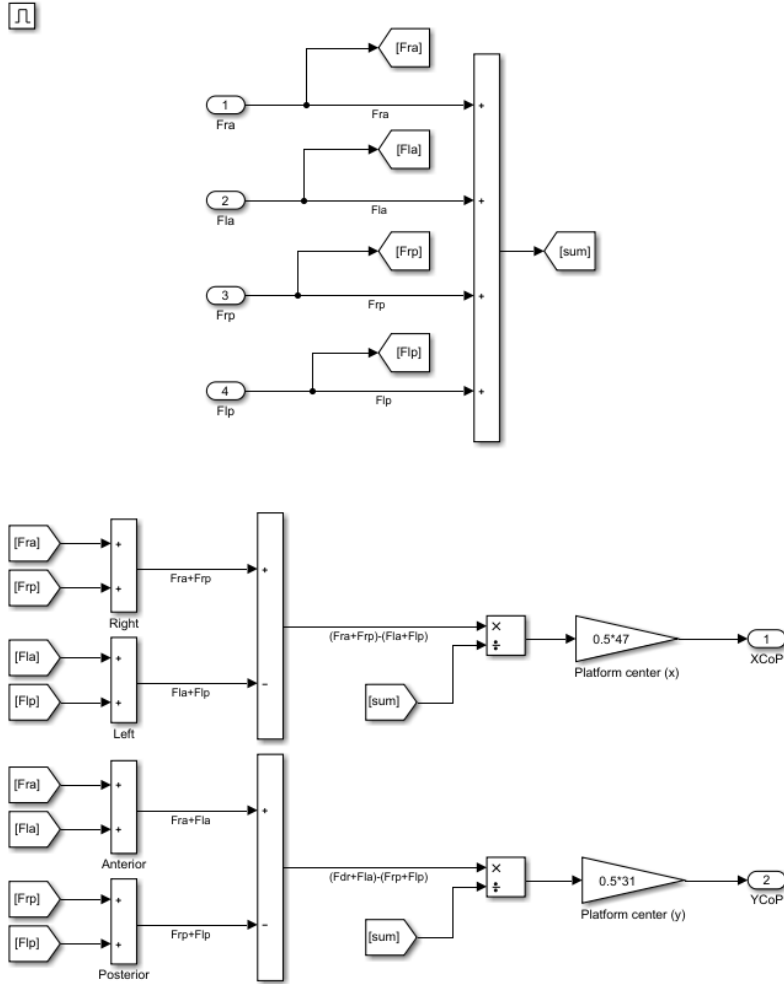 [Fra]
1
Fra
Fra
+
[Fla]
2
Fla
Fla
+
[sum]
[Frp]
3
Frp
Frp
+
[Flp]
4
Flp
Flp
+
[Fra]
+
[Frp]
+
Right
Fra+Frp
+
[Fla]
+
[Flp]
+
Left
Fla+Flp
−
(Fra+Frp)-(Fla+Flp)
×
÷
[sum]
0.5*47
Platform center (x)
1
XCoP
[Fra]
+
[Fla]
+
Anterior
Fra+Fla
+
[Frp]
+
[Flp]
+
Posterior
Frp+Flp
−
(Fdr+Fla)-(Frp+Flp)
×
÷
[sum]
0.5*31
Platform center (y)
2
YCoP